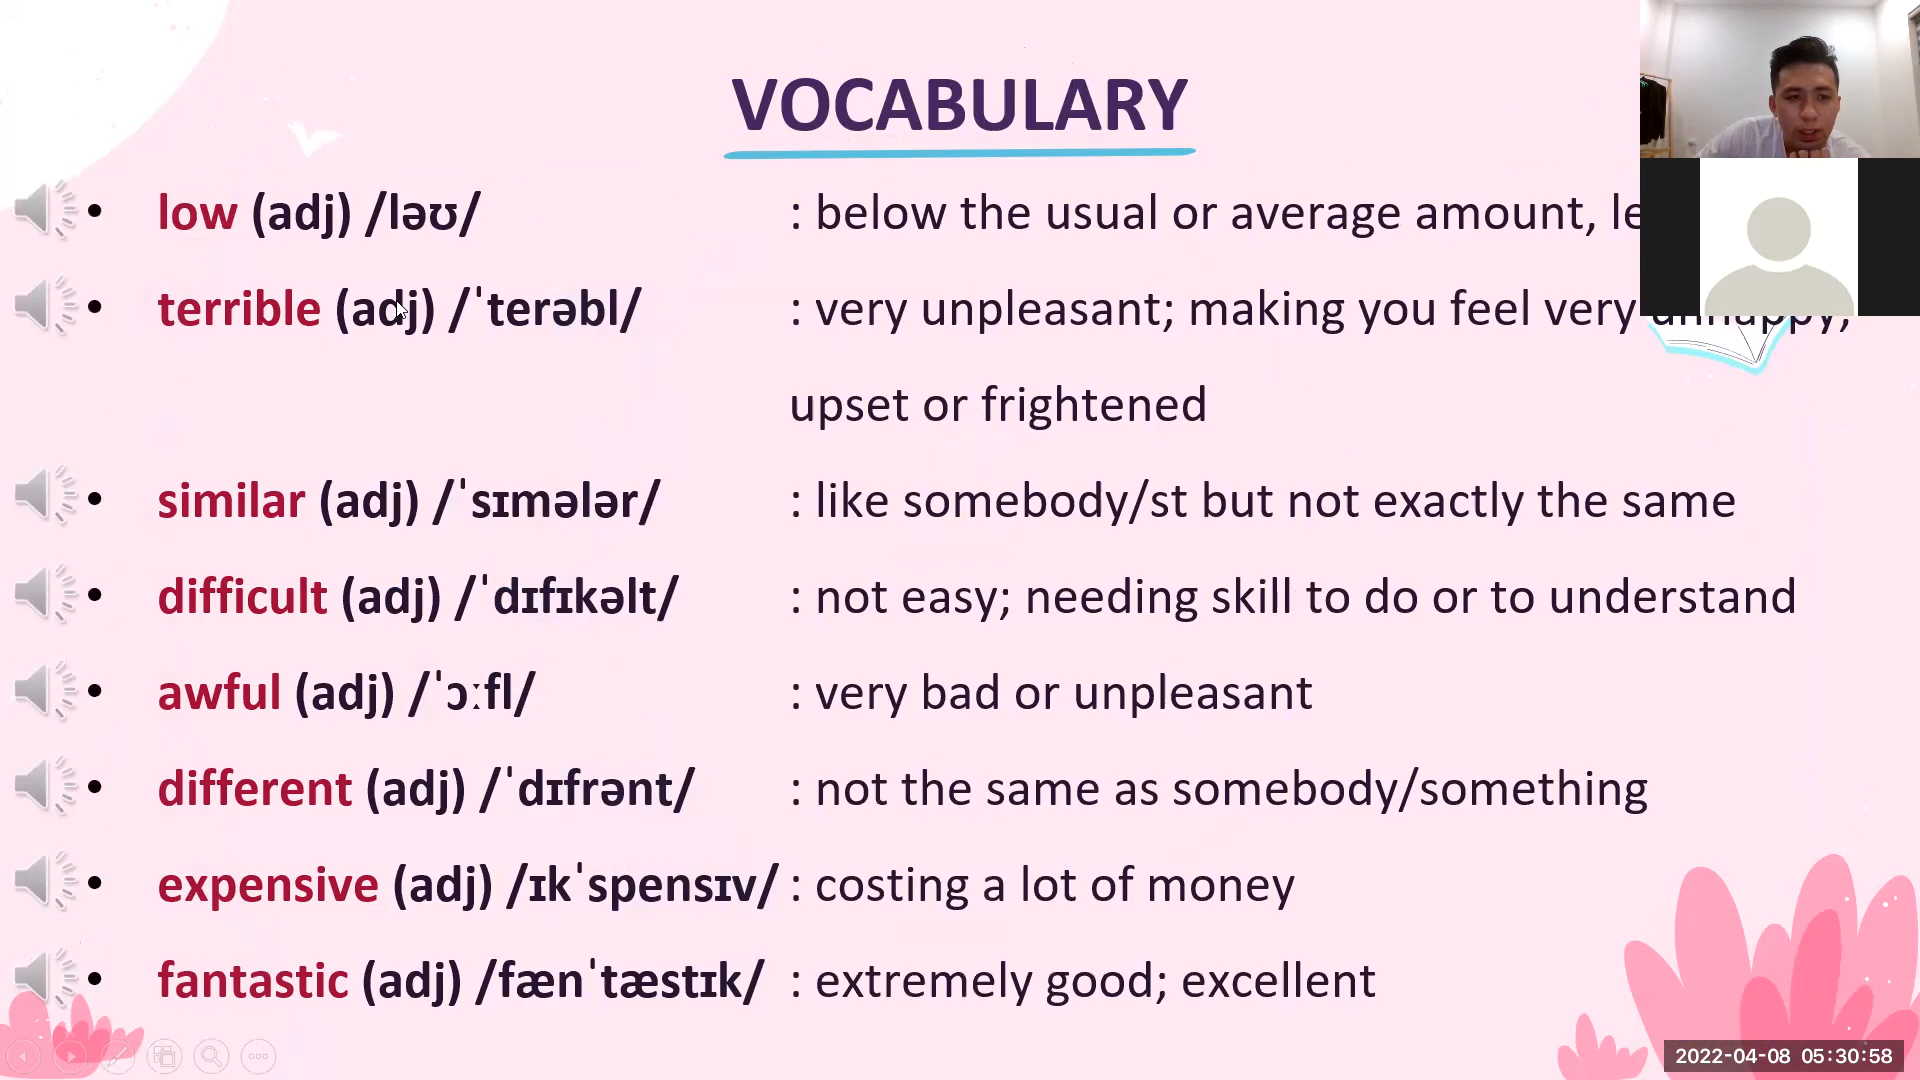 VOCABULARY
• low (adj) /ləʊ/ : below the usual or average amount,
• terrible (adj) /ˈterəbl/ : very unpleasant; making you feel very unhappy,
upset or frightened
• similar (adj) /ˈsɪmələr/ : like somebody/st but not exactly the same
• difficult (adj) /ˈdɪfɪkəlt/ : not easy; needing skill to do or to understand
• awful (adj) /ˈɔːfl/ : very bad or unpleasant
• different (adj) /ˈdɪfrənt/ : not the same as somebody/something
• expensive (adj) /ɪkˈspensɪv/ : costing a lot of money
• fantastic (adj) /fænˈtæstɪk/ : extremely good; excellent
2022-04-08 05:30:58